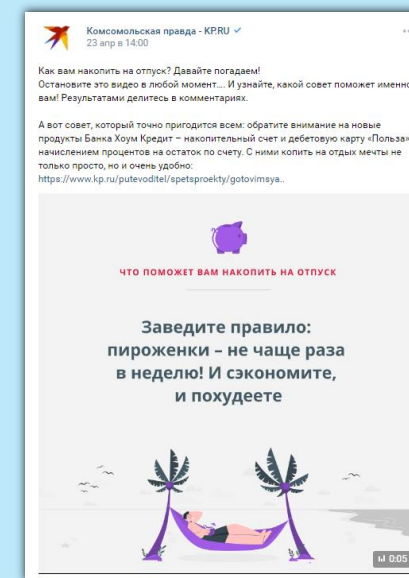 Комсомольская правда - KP.RU
23 апр в 14:00
Как вам накопить на отпуск? Давайте погадаем!
Остановите это видео в любой момент.... И узнайте, какой совет поможет именно
вам! Результатами делитесь в комментариях.
А вот совет, который точно пригодится всем: обратите внимание на новые
продукты Банка Хоум Кредит – накопительный счет и дебетовую карту «Польза»
начислением процентов на остаток по счету. С ними копить на отдых мечты не
только просто, но и очень удобно:
https://www.kp.ru/putevoditel/spetsproekty/gotovimsya..
ЧТО ПОМОЖЕТ ВАМ НАКОПИТЬ НА ОТПУСК
Заведите правило:
пироженки – не чаще раза
в неделю! И сэкономите,
и похудеете
0:05